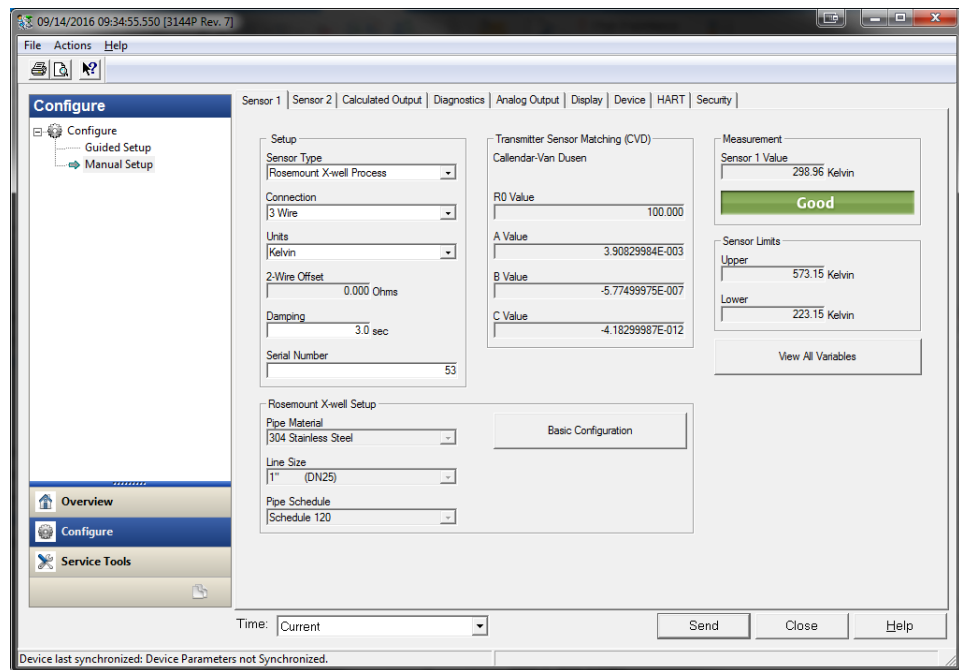 09/14/2016 09:34:55.550 [3144P Rev. 7]
File Actions Help
Configure
Configure
Guided Setup
Manual Setup
Overview
Configure
Service Tools
Sensor 1 Sensor 2 Calculated Output Diagnostics Analog Output Display Device HART Security
Setup
Sensor Type
Rosemount X-well Process
Connection
3 Wire
Units
Kelvin
2-Wire Offset
0.000 Ohms
Damping
3.0 sec
Serial Number
53
Transmitter Sensor Matching (CVD)
Callendar-Van Dusen
R0 Value
100.000
A Value
3.90829984E-003
B Value
-5.77499975E-007
C Value
-4.18299987E-012
Measurement
Sensor 1 Value
298.96 Kelvin
Good
Sensor Limits
Upper
573.15 Kelvin
Lower
223.15 Kelvin
View All Variables
Rosemount X-well Setup
Pipe Material
304 Stainless Steel
Line Size
1" (DN25)
Pipe Schedule
Schedule 120
Basic Configuration
Time: Current
Send Close Help
Device last synchronized: Device Parameters not Synchronized.